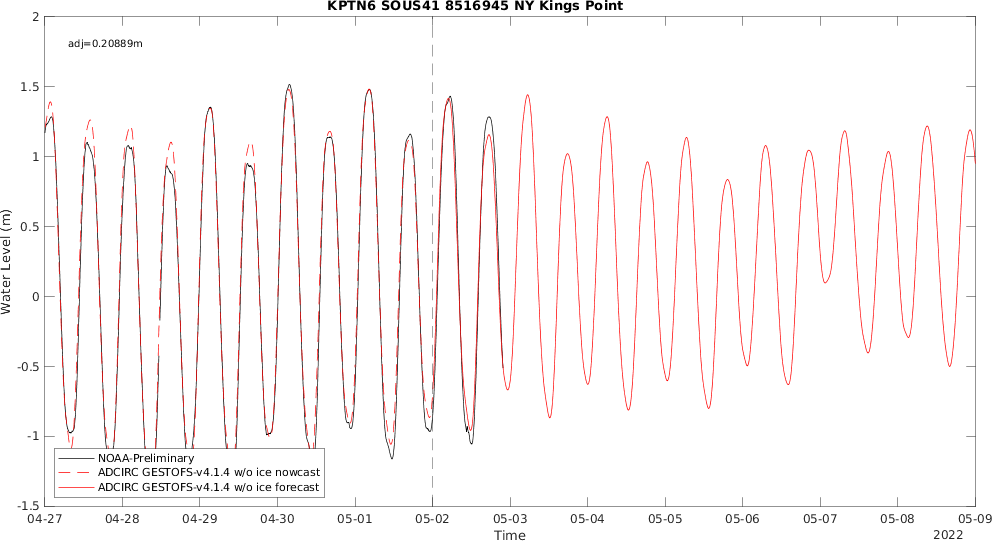 KPTN6 SOUS41 8516945 NY Kings Point
adj=0.20889m
Water Level (m)
2
1.5
1
0.5
0
-0.5
-1
-1.5
NOAA-Preliminary
ADCIRC GESTOFS-v4.1.4 w/o ice nowcast
ADCIRC GESTOFS-v4.1.4 w/o ice forecast
04-27 04-28 04-29 04-30 05-01 05-02 05-03 05-04 05-05 05-06 05-07 05-08 05-09
Time
2022